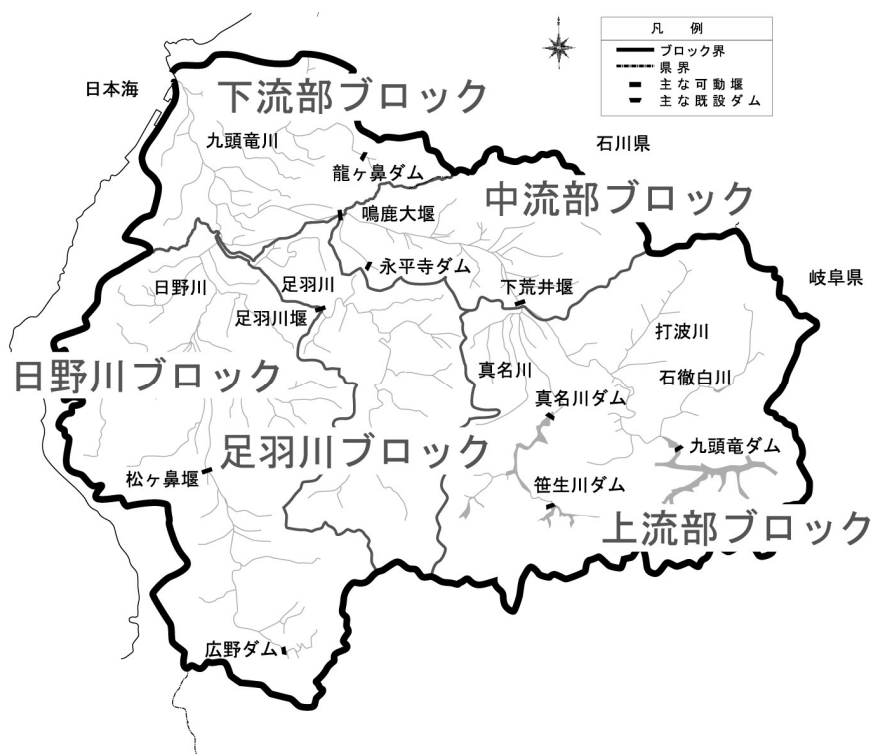 凡 例
ブロック界
県界
主な可動堰
主な既設ダム
日本海
下流部ブロック
九頭竜川
龍ヶ鼻ダム
石川県
中流部ブロック
鳴鹿大堰
永平寺ダム
日野川
足羽川
足羽川堰
下荒井堰
岐阜県
打波川
石徹白川
真名川
真名川ダム
日野川ブロック
足羽川ブロック
九頭竜ダム
松ヶ鼻堰
笹生川ダム
上流部ブロック
広野ダム